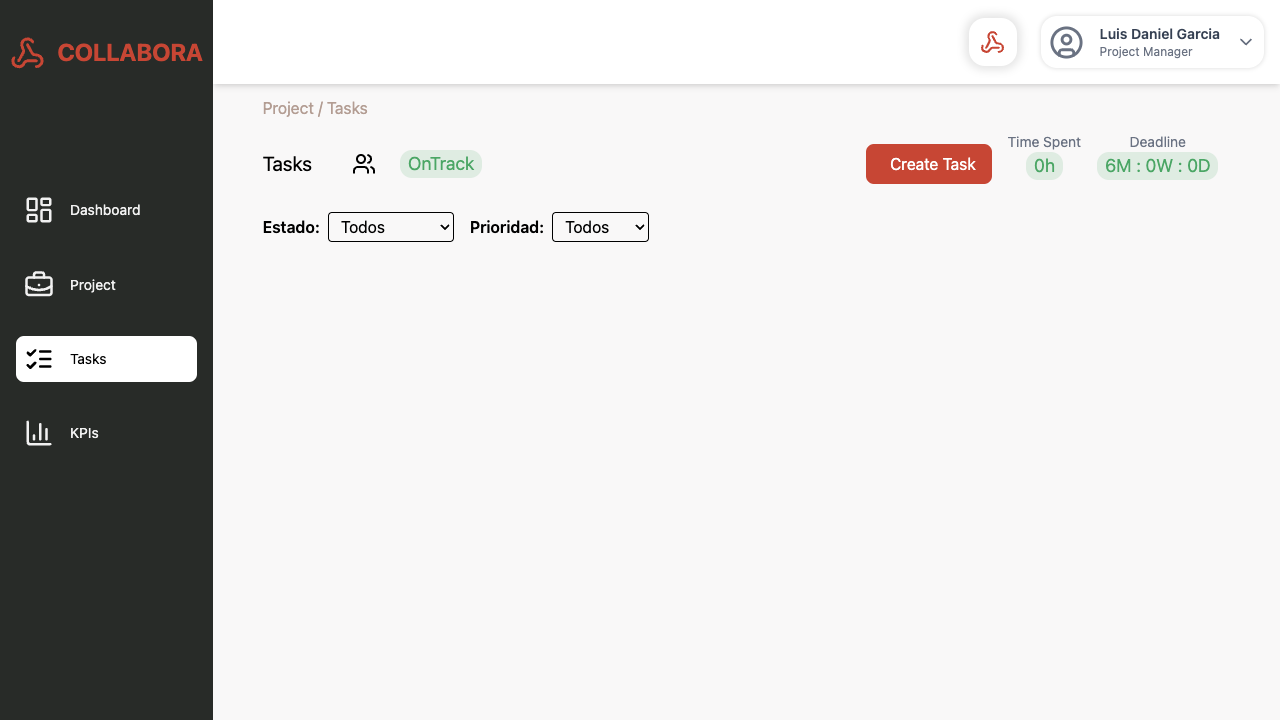 COLLABORA
Luis Daniel Garcia
Project Manager
Dashboard
Project
Tasks
KPIs
Project / Tasks
Tasks
OnTrack
Create Task
Time Spent
0h
Deadline
6M : 0W : 0D
Estado: Todos
Prioridad: Todos